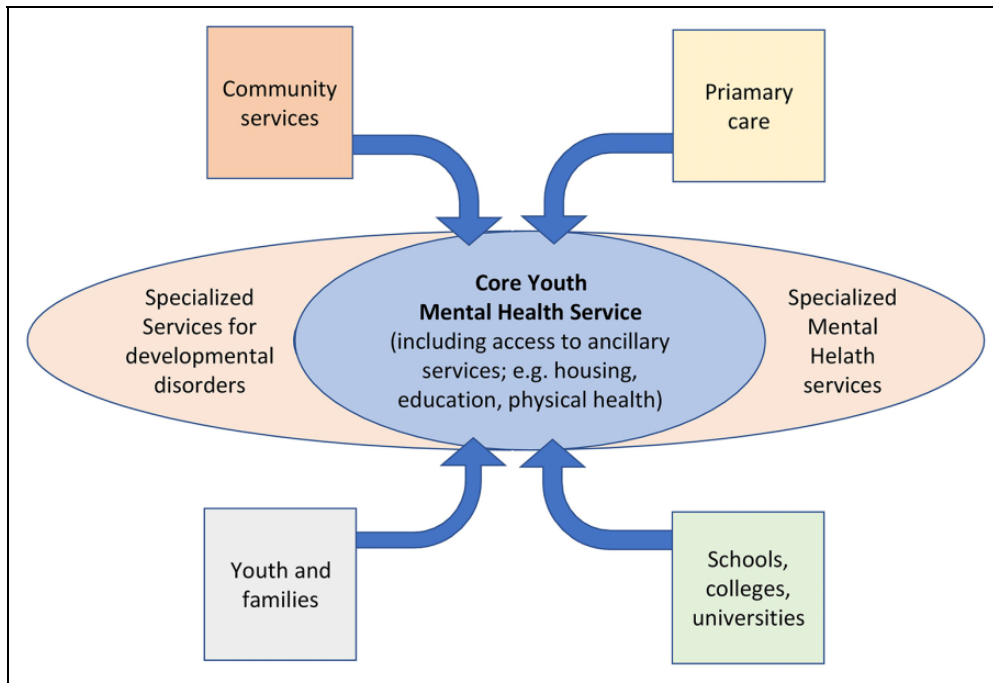 Community
services
Priamary
care
Specialized
Services for
developmental
disorders
Core Youth
Mental Health Service
(including access to ancillary
services; e.g. housing,
education, physical health)
Specialized
Mental
Helath
services
Youth and
families
Schools,
colleges,
universities